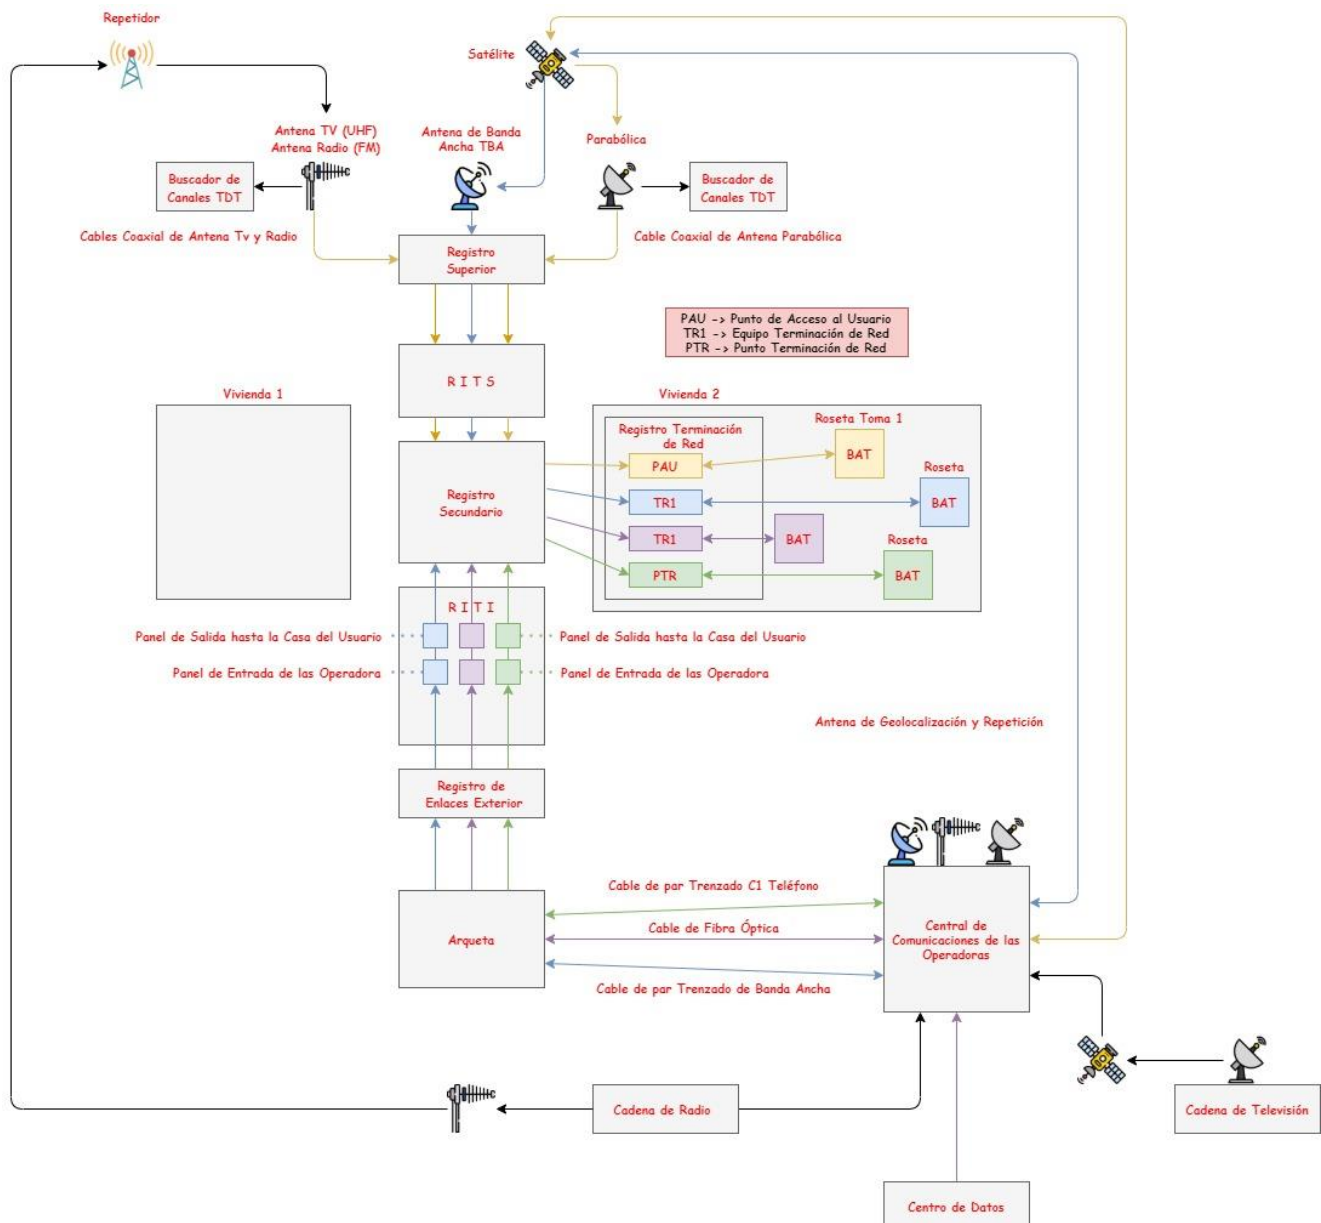 Repetidor
Satélite
Antena TV (UHF)
Antena Radio (FM)
Antena de Banda
Ancha TBA
Parabólica
Buscador de
Canales TDT
Buscador de
Canales TDT
Cables Coaxial de Antena Tv y Radio
Cable Coaxial de Antena Parabólica
Registro
Superior
PAU -> Punto de Acceso al Usuario
TR1 -> Equipo Terminación de Red
PTR -> Punto Terminación de Red
R I T S
Vivienda 1
Vivienda 2
Registro Terminación
de Red
Roseta Toma 1
PAU
BAT
Roseta
TR1
BAT
Registro
Secundario
TR1
BAT
Roseta
PTR
BAT
R I T I
Panel de Salida hasta la Casa del Usuario
Panel de Salida hasta la Casa del Usuario
Panel de Entrada de las Operadora
Panel de Entrada de las Operadora
Antena de Geolocalización y Repetición
Registro de
Enlaces Exterior
Cable de par Trenzado C1 Teléfono
Cable de Fibra Óptica
Arqueta
Central de
Comunicaciones de las
Operadoras
Cable de par Trenzado de Banda Ancha
Cadena de Radio
Cadena de Televisión
Centro de Datos